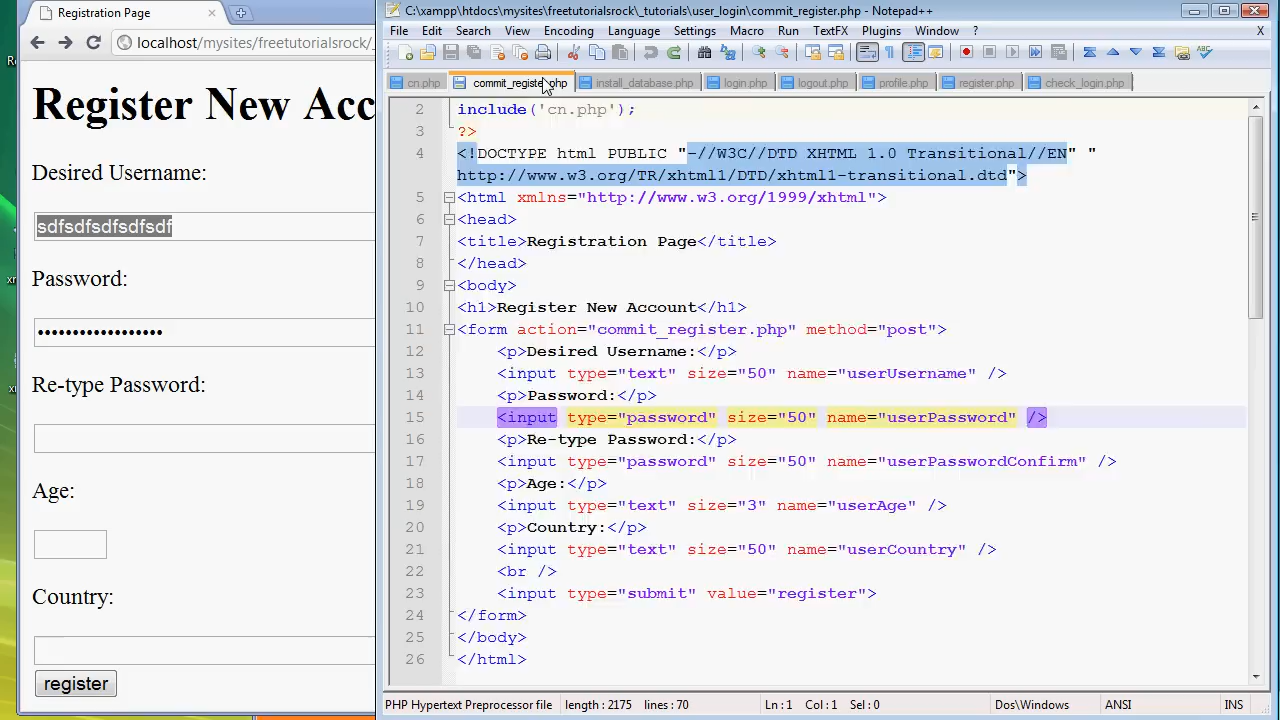 Registration Page
localhost/mysites/freetutorialsrock/_
Register New Acc
Desired Username:
sdfsdfsdfsdfsdf
Password:
••••••••••••••••••
Re-type Password:
Age:
Country:
register
C:\xampp\htdocs\mysites\freetutorialsrock\_tutorials\user_login\commit_register.php - Notepad++
File Edit Search View Encoding Language Settings Macro Run TextFX Plugins Window ? X
cn.php commit_register.php install_database.php login.php logout.php profile.php register.php check_login.php
2 include('cn.php');
3 ?>
4 <!DOCTYPE html PUBLIC "-//W3C//DTD XHTML 1.0 Transitional//EN" "
http://www.w3.org/TR/xhtml1/DTD/xhtml1-transitional.dtd">
5 <html xmlns="http://www.w3.org/1999/xhtml">
6 <head>
7 <title>Registration Page</title>
8 </head>
9 <body>
10 <h1>Register New Account</h1>
11 <form action="commit_register.php" method="post">
12 <p>Desired Username:</p>
13 <input type="text" size="50" name="userUsername" />
14 <p>Password:</p>
15 <input type="password" size="50" name="userPassword" />
16 <p>Re-type Password:</p>
17 <input type="password" size="50" name="userPasswordConfirm" />
18 <p>Age:</p>
19 <input type="text" size="3" name="userAge" />
20 <p>Country:</p>
21 <input type="text" size="50" name="userCountry" />
22 <br />
23 <input type="submit" value="register">
24 </form>
25 </body>
26 </html>
PHP Hypertext Preprocessor file length : 2175 lines : 70 Ln : 1 Col : 1 Sel : 0 Dos\Windows ANSI INS